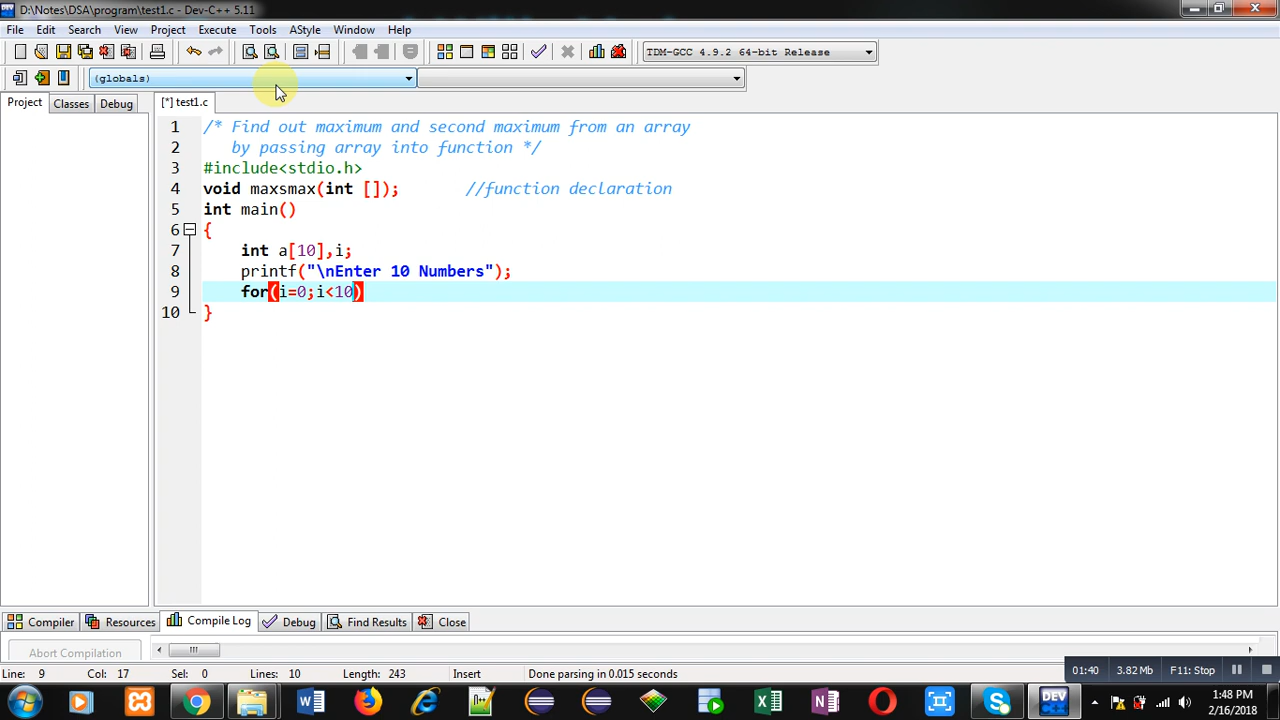 D:\Notes\DSA\program\test1.c - Dev-C++ 5.11
File Edit Search View Project Execute Tools AStyle Window Help
TDM-GCC 4.9.2 64-bit Release
(globals)
Project Classes Debug [*] test1.c
1 /* Find out maximum and second maximum from an array
2 by passing array into function */
3 #include<stdio.h>
4 void maxsmax(int []); //function declaration
5 int main()
6 {
7 int a[10],i;
8 printf("\nEnter 10 Numbers");
9 for(i=0;i<10)
10 }
Compiler Resources Compile Log Debug Find Results Close
Abort Compilation
Line: 9 Col: 17 Sel: 0 Lines: 10 Length: 243 Insert Done parsing in 0.015 seconds
01:40 3.82 Mb F11: Stop
DEV
1:48 PM
2/16/2018